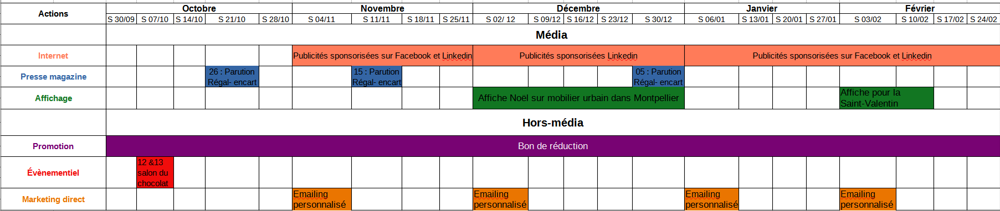 Actions Octobre Novembre Décembre Janvier Février
S 30/09 S 07/10 S 14/10 S 21/10 S 28/10 S 04/11 S 11/11 S 18/11 S 25/11 S 02/ 12 S 09/12 S 16/12 S 23/12 S 30/12 S 06/01 S 13/01 S 20/01 S 27/01 S 03/02 S 10/02 S 17/02 S 24/02
Média
Internet Publicités sponsorisées sur Facebook et Linkedin Publicités sponsorisées Linkedin Publicités sponsorisées sur Facebook et Linkedin
Presse magazine
26 : Parution
Régal- encart
15 : Parution
Régal- encart
05 : Parution
Régal- encart
Affichage
Affiche Noël sur mobilier urbain dans Montpellier
Affiche pour la
Saint-Valentin
Hors-média
Promotion Bon de réduction
Évènementiel
12 &13
salon du
chocolat
Marketing direct
Emailing
personnalisé
Emailing
personnalisé
Emailing
personnalisé
Emailing
personnalisé